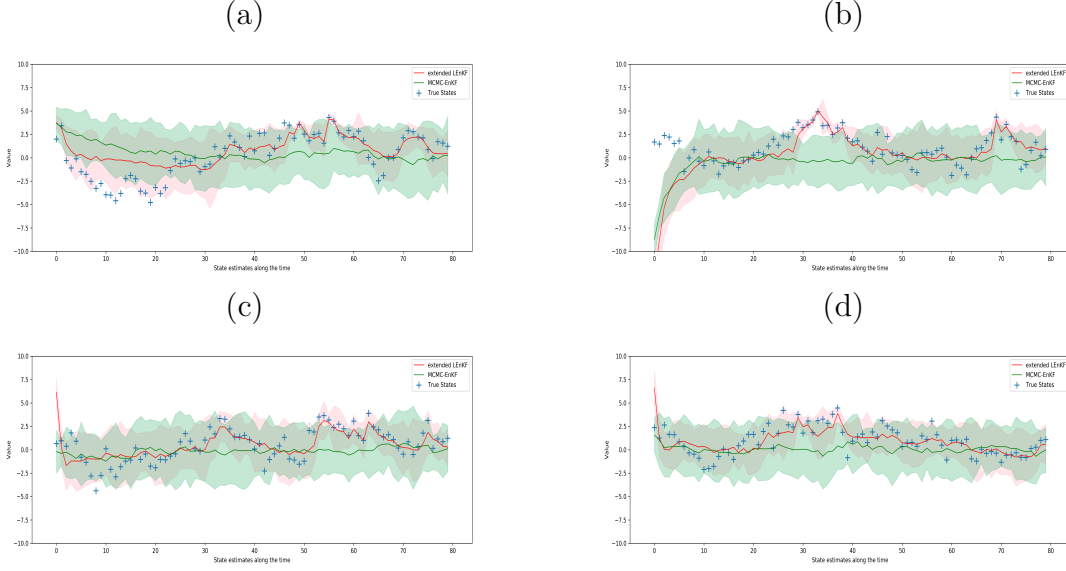 (a)
10.0
7.5
5.0
2.5
0.0
−2.5
−5.0
−7.5
−10.0
Value
extended LEnKF
MCMC-EnKF
True States
0 10 20 30 40 50 60 70 80
State estimates along the time
(b)
10.0
7.5
5.0
2.5
0.0
−2.5
−5.0
−7.5
−10.0
Value
extended LEnKF
MCMC-EnKF
True States
0 10 20 30 40 50 60 70 80
State estimates along the time
(c)
10.0
7.5
5.0
2.5
0.0
−2.5
−5.0
−7.5
−10.0
Value
extended LEnKF
MCMC-EnKF
True States
0 10 20 30 40 50 60 70 80
State estimates along the time
(d)
10.0
7.5
5.0
2.5
0.0
−2.5
−5.0
−7.5
−10.0
Value
extended LEnKF
MCMC-EnKF
True States
0 10 20 30 40 50 60 70 80
State estimates along the time